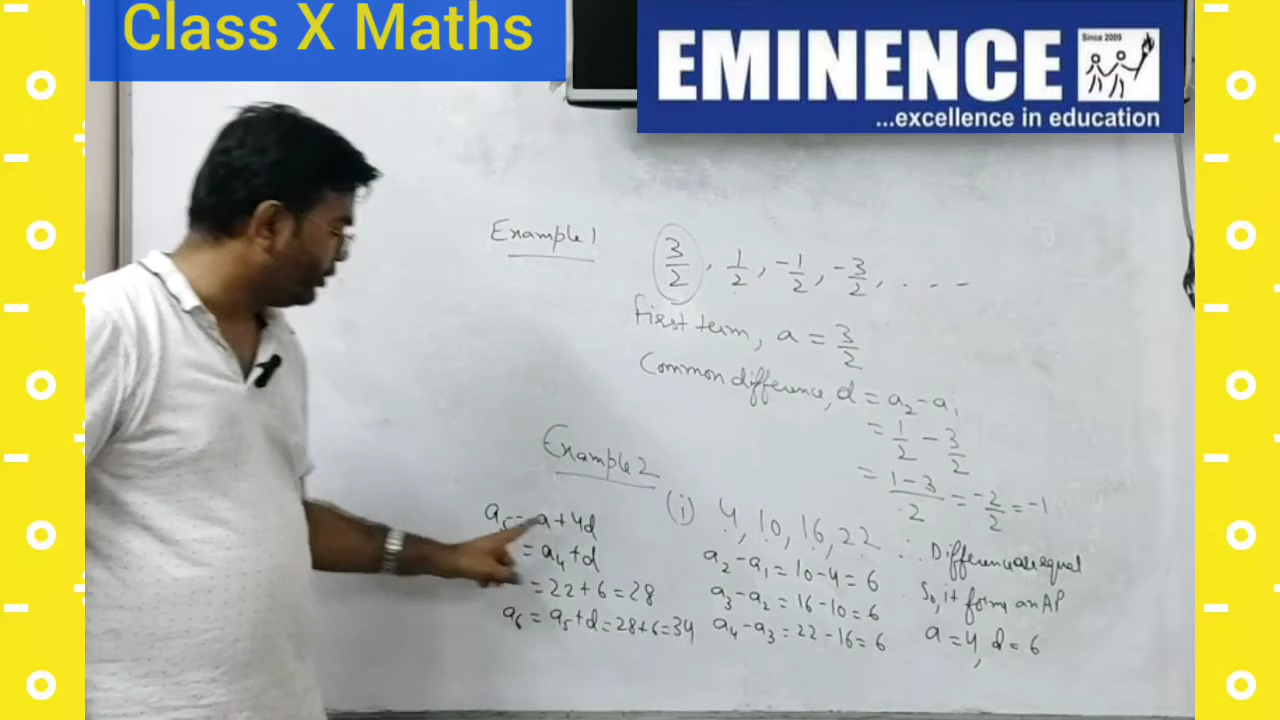 Class X Maths
EMINENCE
Since 2009
...excellence in education
Example 1
3/2, 1/2, -1/2, -3/2, . . . -
First term, a = 3/2
Common difference, d = a₂ - a₁
= 1/2 - 3/2
= (1-3)/2 = -2/2 = -1
Example 2
(i) 4, 10, 16, 22
a₂ - a₁ = 10 - 4 = 6
a₃ - a₂ = 16 - 10 = 6
a₄ - a₃ = 22 - 16 = 6
∴ Difference are equal
So, it forms an AP
a = 4, d = 6
a₅ = a + 4d
= a₄ + d
= 22 + 6 = 28
a₆ = a₅ + d = 28 + 6 = 34